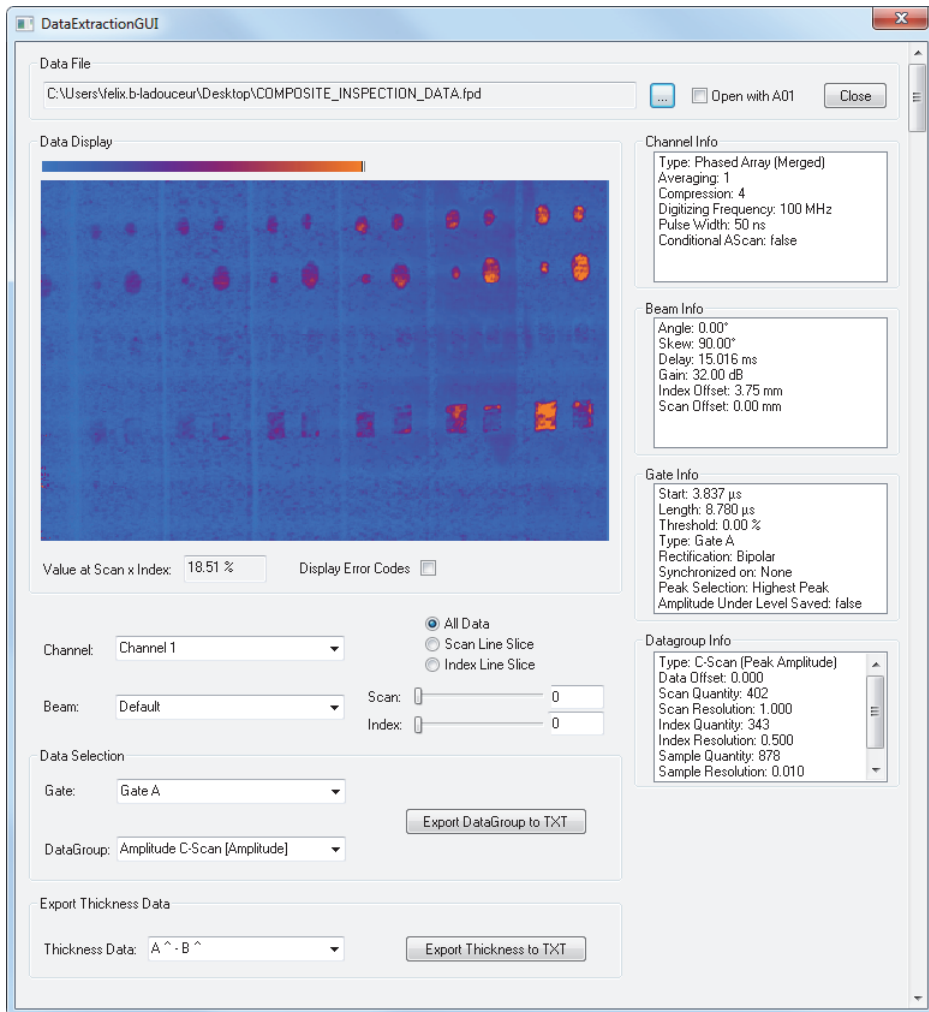 DataExtractionGUI
Data File
C:\Users\felix.b-ladouceur\Desktop\COMPOSITE_INSPECTION_DATA.fpd
...
Open with A01
Close
Data Display
Value at Scan x Index:
18.51 %
Display Error Codes
Channel:
Channel 1
All Data
Scan Line Slice
Index Line Slice
Beam:
Default
Scan:
0
Index:
0
Data Selection
Gate:
Gate A
Export DataGroup to TXT
DataGroup:
Amplitude C-Scan [Amplitude]
Export Thickness Data
Thickness Data:
A ^ - B ^
Export Thickness to TXT
Channel Info
Type: Phased Array (Merged)
Averaging: 1
Compression: 4
Digitizing Frequency: 100 MHz
Pulse Width: 50 ns
Conditional AScan: false
Beam Info
Angle: 0.00°
Skew: 90.00°
Delay: 15.016 ms
Gain: 32.00 dB
Index Offset: 3.75 mm
Scan Offset: 0.00 mm
Gate Info
Start: 3.837 µs
Length: 8.780 µs
Threshold: 0.00 %
Type: Gate A
Rectification: Bipolar
Synchronized on: None
Peak Selection: Highest Peak
Amplitude Under Level Saved: false
Datagroup Info
Type: C-Scan (Peak Amplitude)
Data Offset: 0.000
Scan Quantity: 402
Scan Resolution: 1.000
Index Quantity: 343
Index Resolution: 0.500
Sample Quantity: 878
Sample Resolution: 0.010